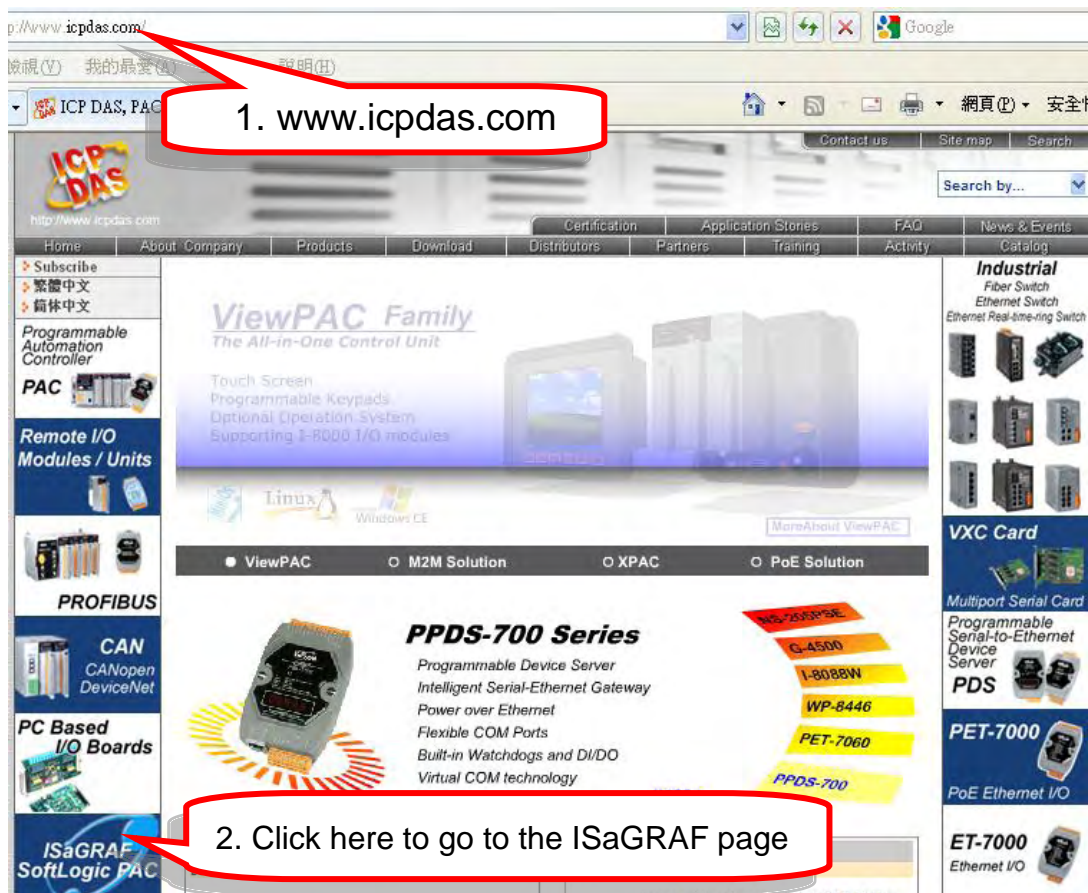 p://www.icpdas.com/
Google
檢視(V) 我的最愛(A) 說明(H)
ICP DAS, PAC
網頁(P) 安全
1. www.icpdas.com
Contact us Site map Search
ICP DAS
http://www.icpdas.com
Search by...
Certification Application Stories FAQ News & Events
Home About Company Products Download Distributors Partners Training Activity Catalog
Subscribe
繁體中文
简体中文
Programmable
Automation
Controller
PAC
Remote I/O
Modules / Units
PROFIBUS
CAN
CANopen
DeviceNet
PC Based
I/O Boards
ISaGRAF
SoftLogic PAC
ViewPAC Family
The All-in-One Control Unit
Touch Screen
Programmable Keypads
Optional Operation System
Supporting I-8000 I/O modules
Linux
Windows CE
MoreAbout ViewPAC
ViewPAC M2M Solution XPAC PoE Solution
PPDS-700 Series
Programmable Device Server
Intelligent Serial-Ethernet Gateway
Power over Ethernet
Flexible COM Ports
Built-in Watchdogs and DI/DO
Virtual COM technology
NS-205PSE
G-4500
I-8088W
WP-8446
PET-7060
PPDS-700
2. Click here to go to the ISaGRAF page
Industrial
Fiber Switch
Ethernet Switch
Ethernet Real-time-ring Switch
VXC Card
Multiport Serial Card
Programmable
Serial-to-Ethernet
Device
Server
PDS
PET-7000
PoE Ethernet I/O
ET-7000
Ethernet I/O